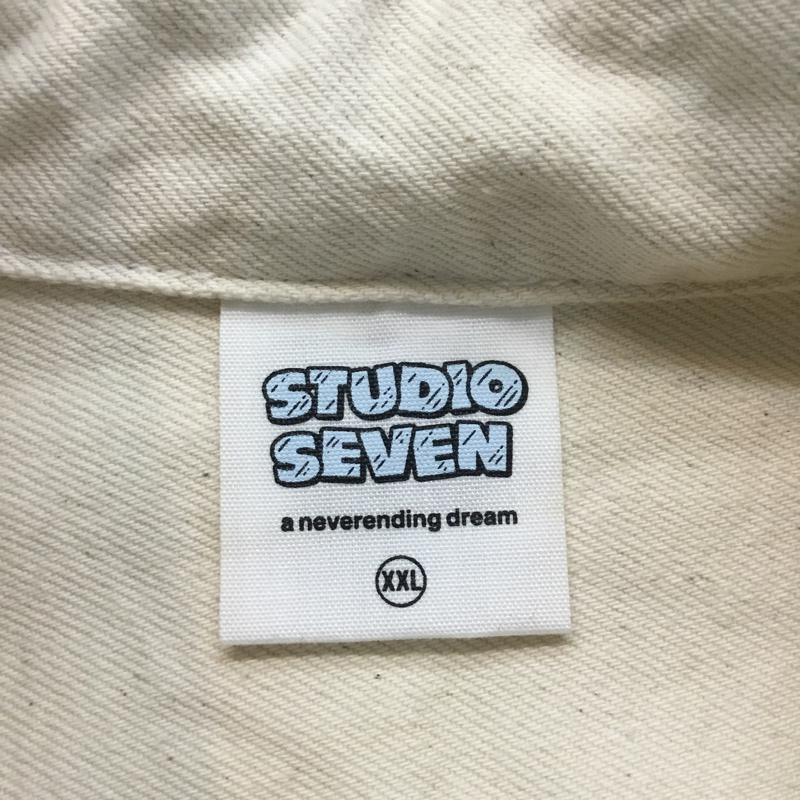 STUDIO
SEVEN
a neverending dream
XXL